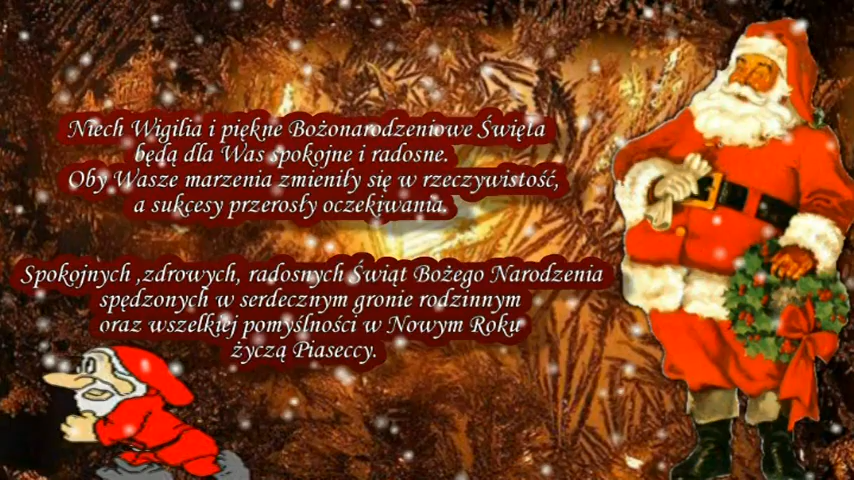 Niech Wigilia i piękne Bożonarodzeniowe Święta
będą dla Was spokojne i radosne.
Oby Wasze marzenia zmieniły się w rzeczywistość,
a sukcesy przerosły oczekiwania.
Spokojnych ,zdrowych, radosnych Świąt Bożego Narodzenia
spędzonych w serdecznym gronie rodzinnym
oraz wszelkiej pomyślności w Nowym Roku
życzą Piaseccy.